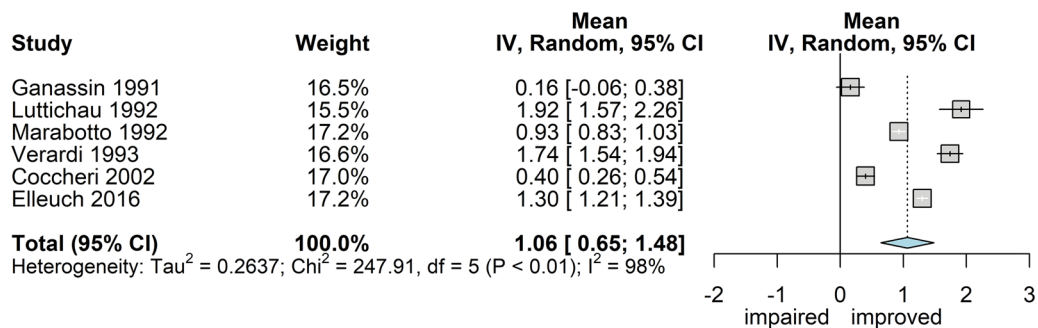 Mean Mean
Study Weight IV, Random, 95% CI IV, Random, 95% CI
Ganassin 1991 16.5% 0.16 [-0.06; 0.38]
Luttichau 1992 15.5% 1.92 [ 1.57; 2.26]
Marabotto 1992 17.2% 0.93 [ 0.83; 1.03]
Verardi 1993 16.6% 1.74 [ 1.54; 1.94]
Coccheri 2002 17.0% 0.40 [ 0.26; 0.54]
Elleuch 2016 17.2% 1.30 [ 1.21; 1.39]
Total (95% CI) 100.0% 1.06 [ 0.65; 1.48]
Heterogeneity: Tau² = 0.2637; Chi² = 247.91, df = 5 (P < 0.01); I² = 98%
-2 -1 0 1 2 3
impaired improved